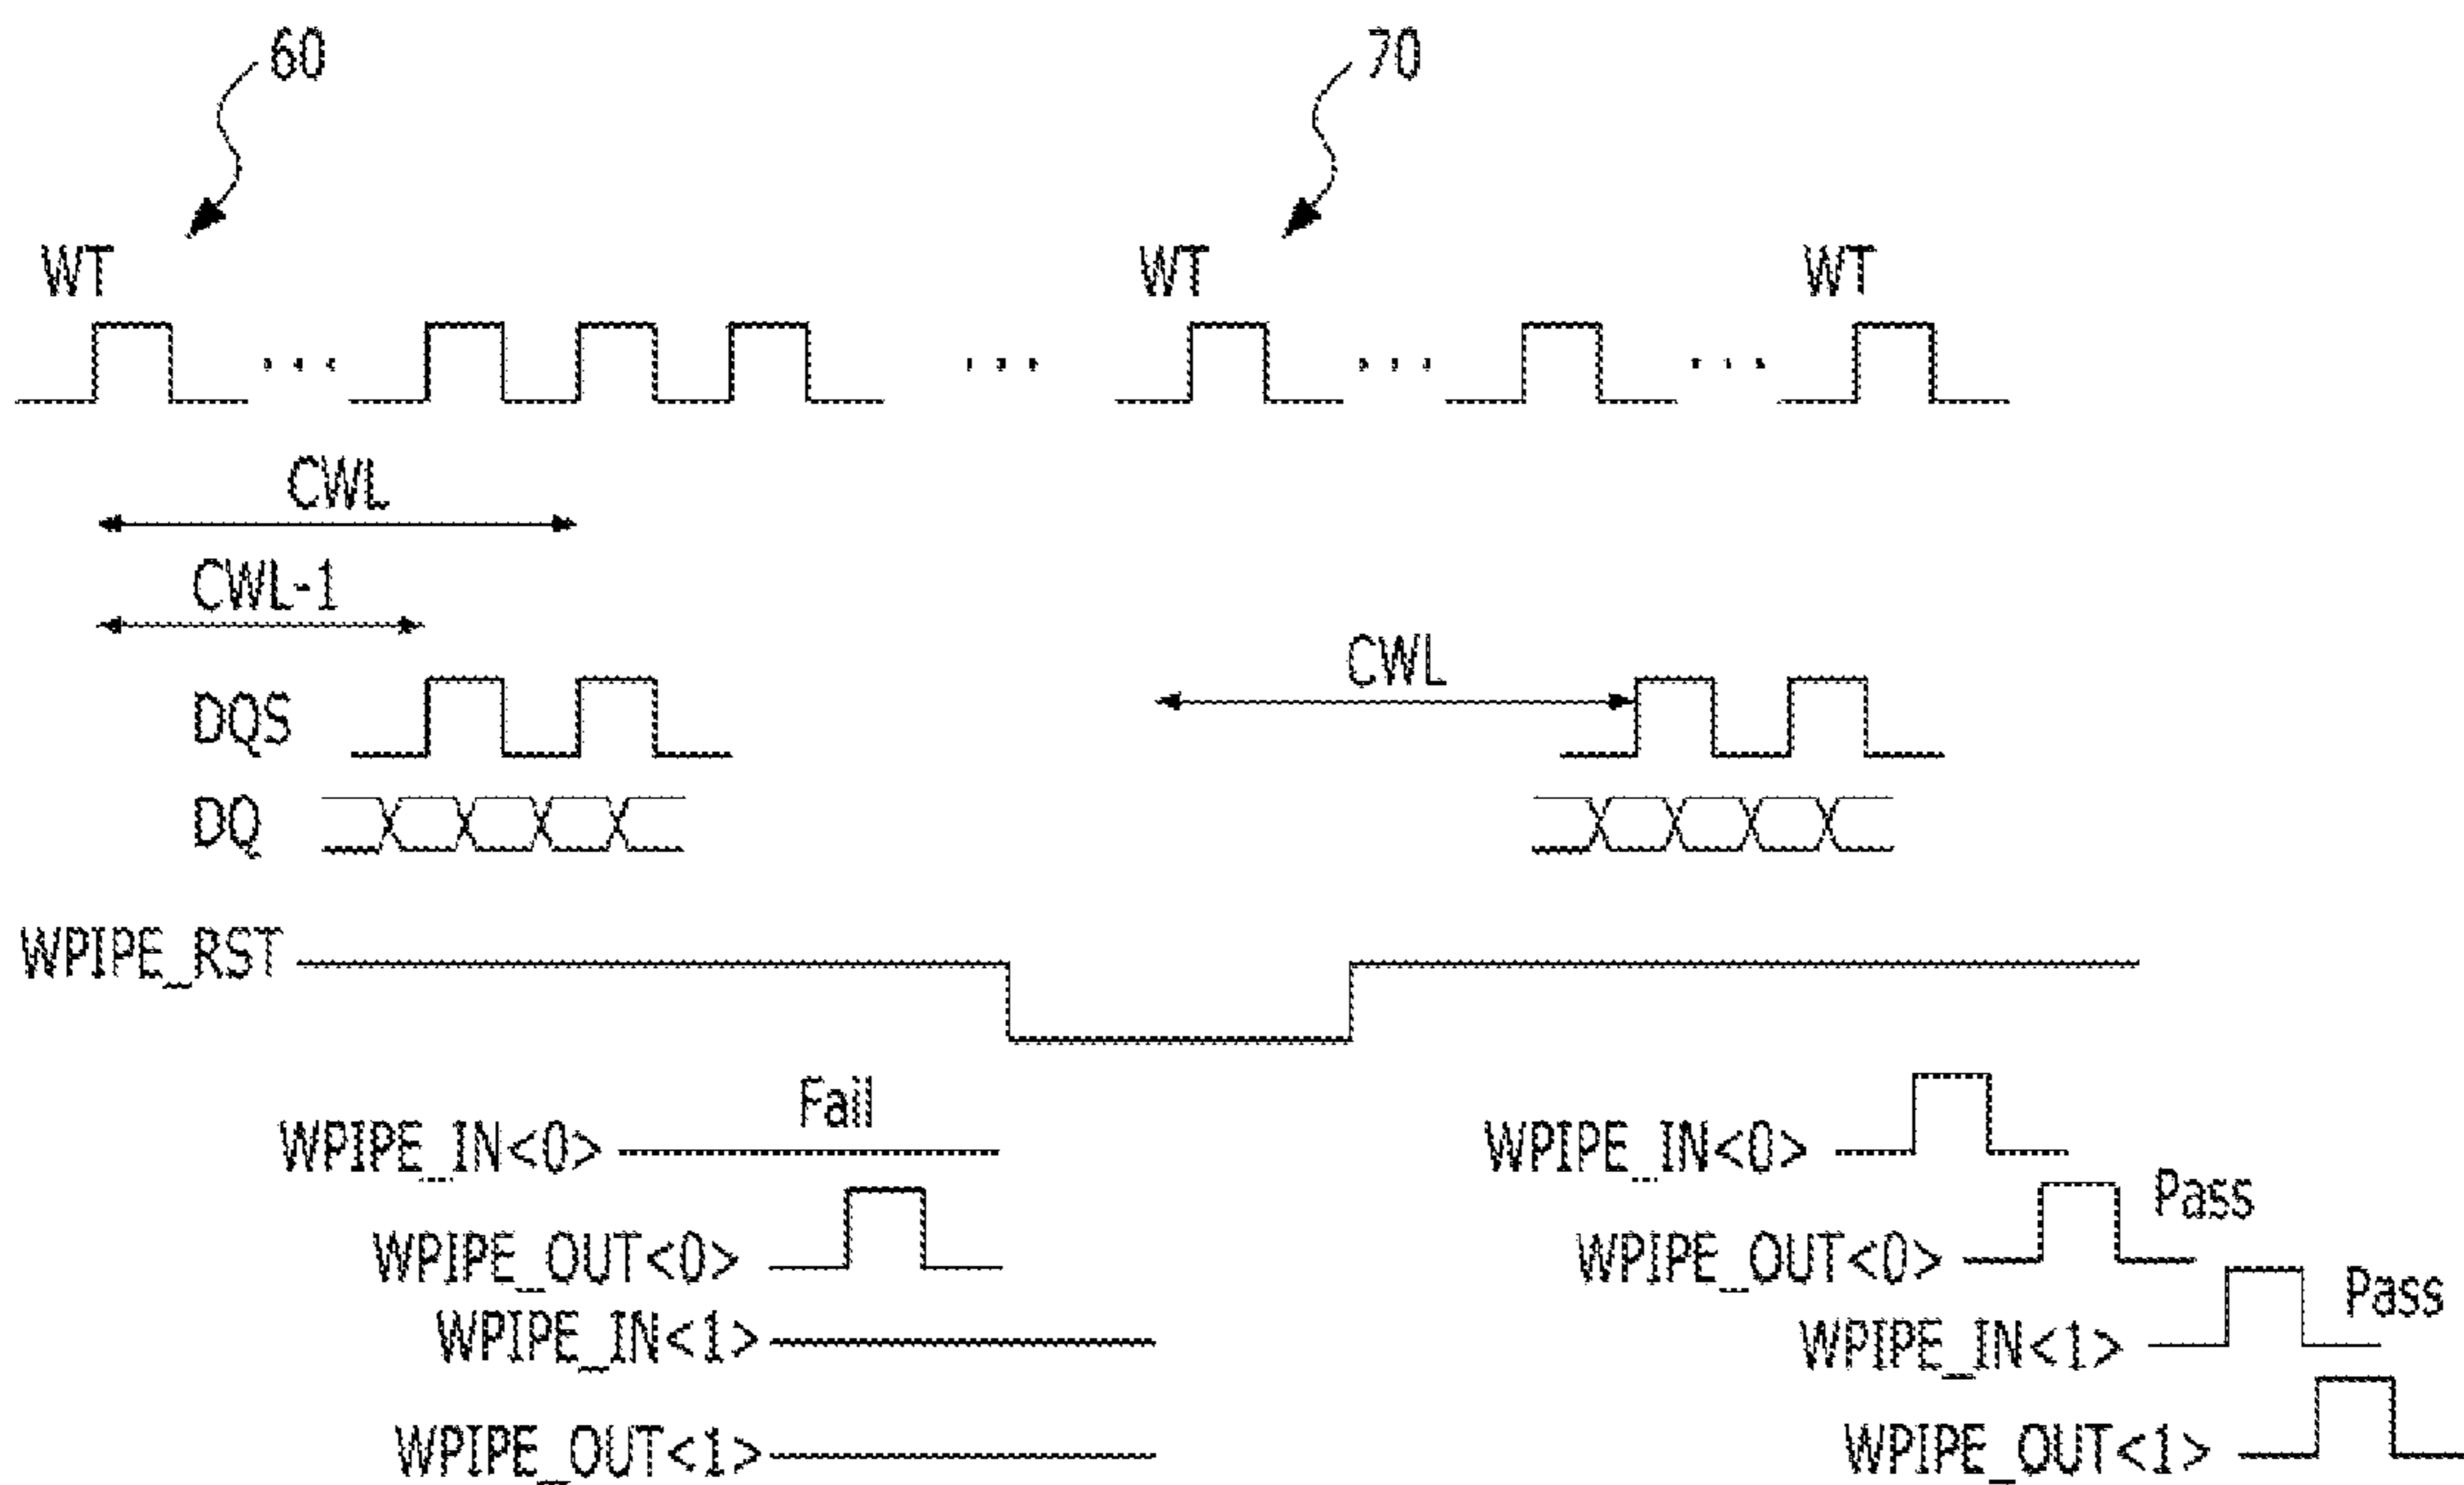 60
70
WT
WT
WT
CWL
CWL-1
CWL
DQS
DQ
WPIPE_RST
Fail
WPIPE_IN<0>
WPIPE_IN<0>
WPIPE_OUT<0>
WPIPE_OUT<0>
Pass
WPIPE_IN<1>
WPIPE_IN<1>
Pass
WPIPE_OUT<1>
WPIPE_OUT<1>